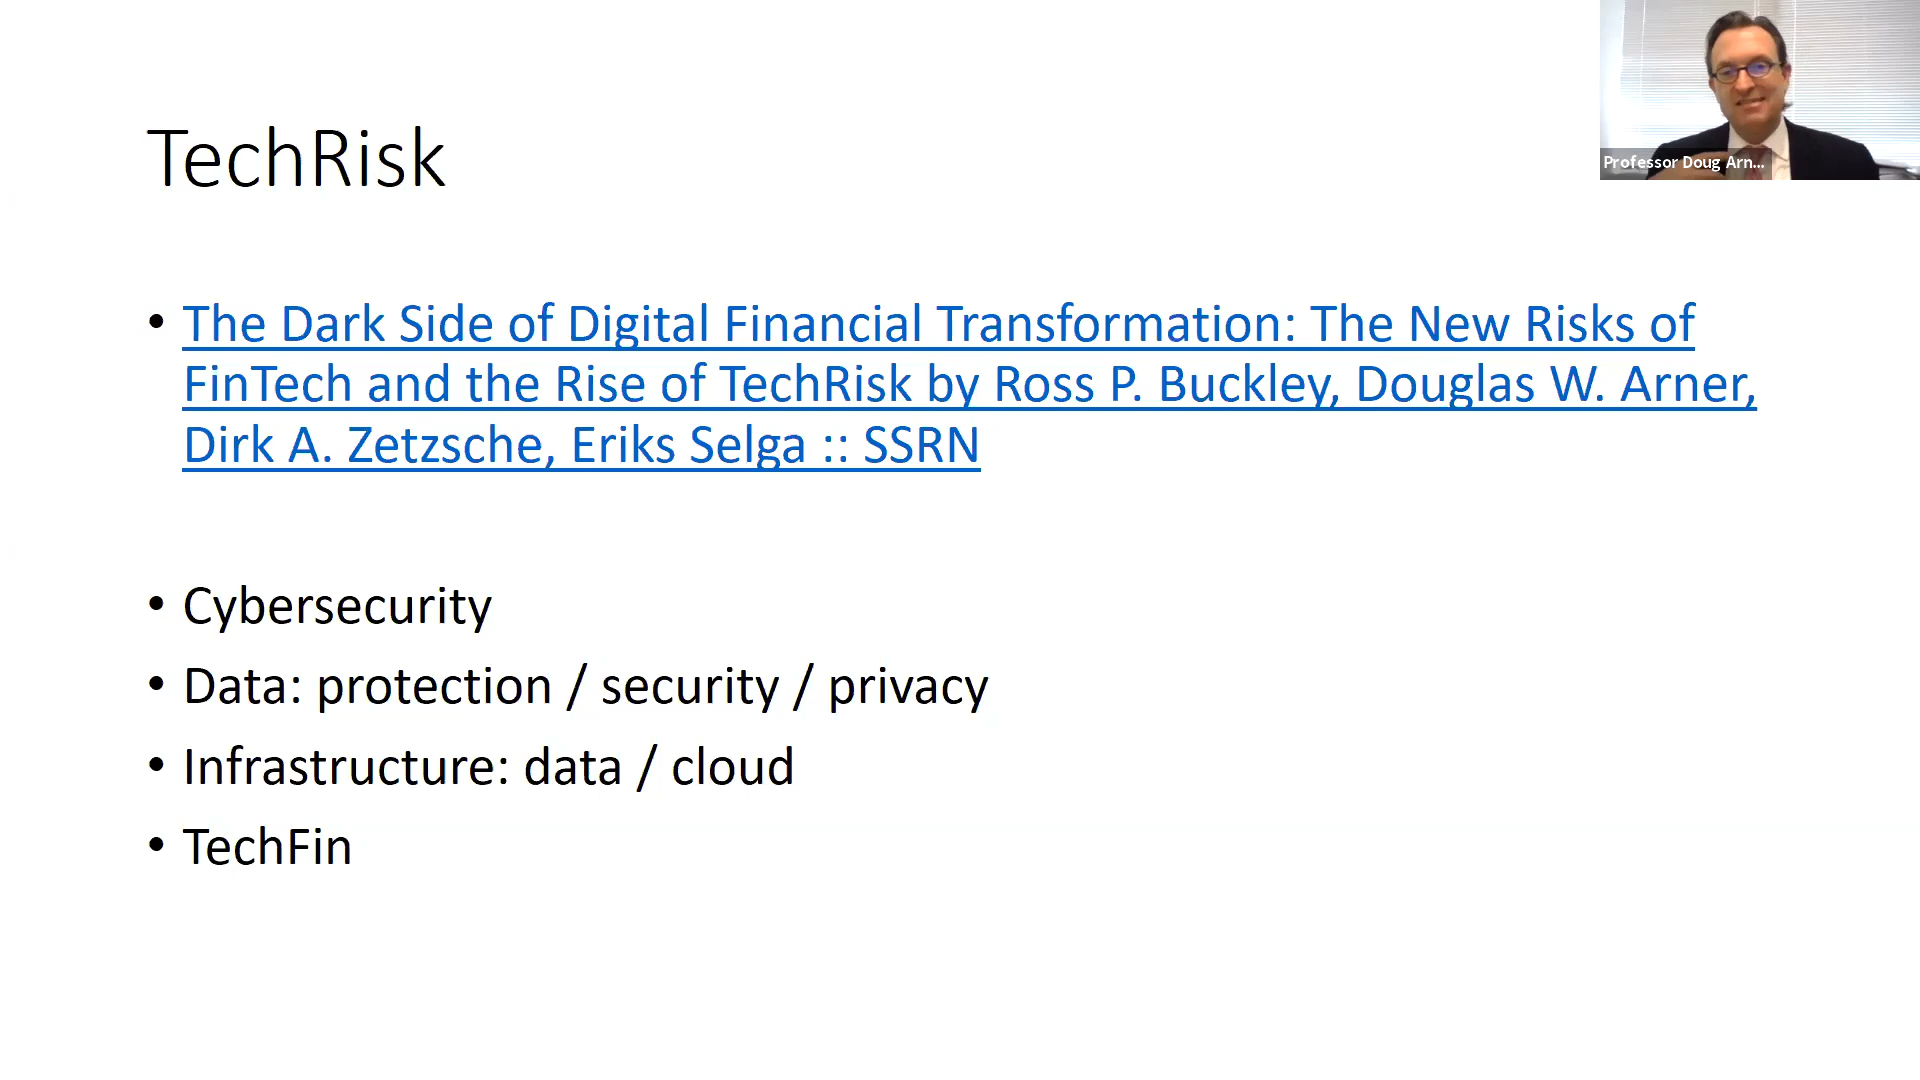 TechRisk
Professor Doug Arn...
• The Dark Side of Digital Financial Transformation: The New Risks of
FinTech and the Rise of TechRisk by Ross P. Buckley, Douglas W. Arner,
Dirk A. Zetzsche, Eriks Selga :: SSRN
• Cybersecurity
• Data: protection / security / privacy
• Infrastructure: data / cloud
• TechFin